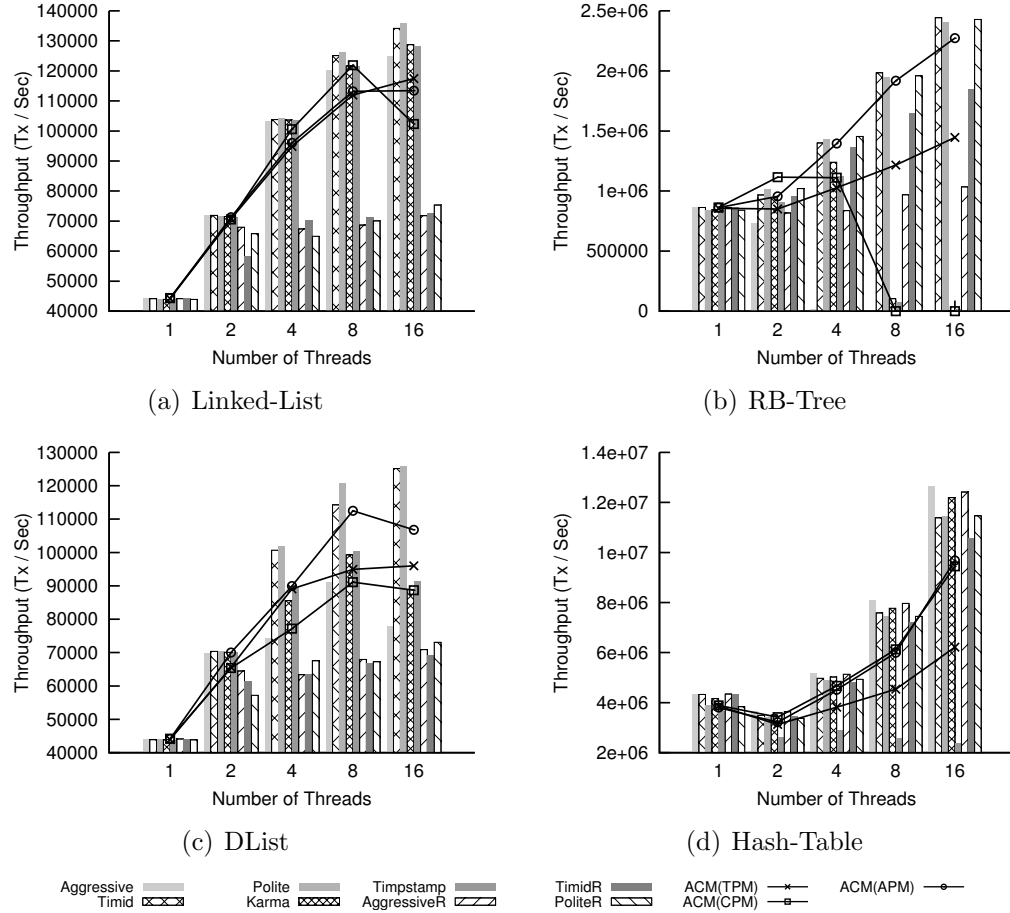 140000
130000
120000
110000
100000
90000
80000
70000
60000
50000
40000
Throughput (Tx / Sec)
1 2 4 8 16
Number of Threads
(a) Linked-List
2.5e+06
2e+06
1.5e+06
1e+06
500000
0
Throughput (Tx / Sec)
1 2 4 8 16
Number of Threads
(b) RB-Tree
130000
120000
110000
100000
90000
80000
70000
60000
50000
40000
Throughput (Tx / Sec)
1 2 4 8 16
Number of Threads
(c) DList
1.4e+07
1.2e+07
1e+07
8e+06
6e+06
4e+06
2e+06
Throughput (Tx / Sec)
1 2 4 8 16
Number of Threads
(d) Hash-Table
Aggressive Polite Timpstamp TimidR ACM(TPM) ACM(APM)
Timid Karma AggressiveR PoliteR ACM(CPM)